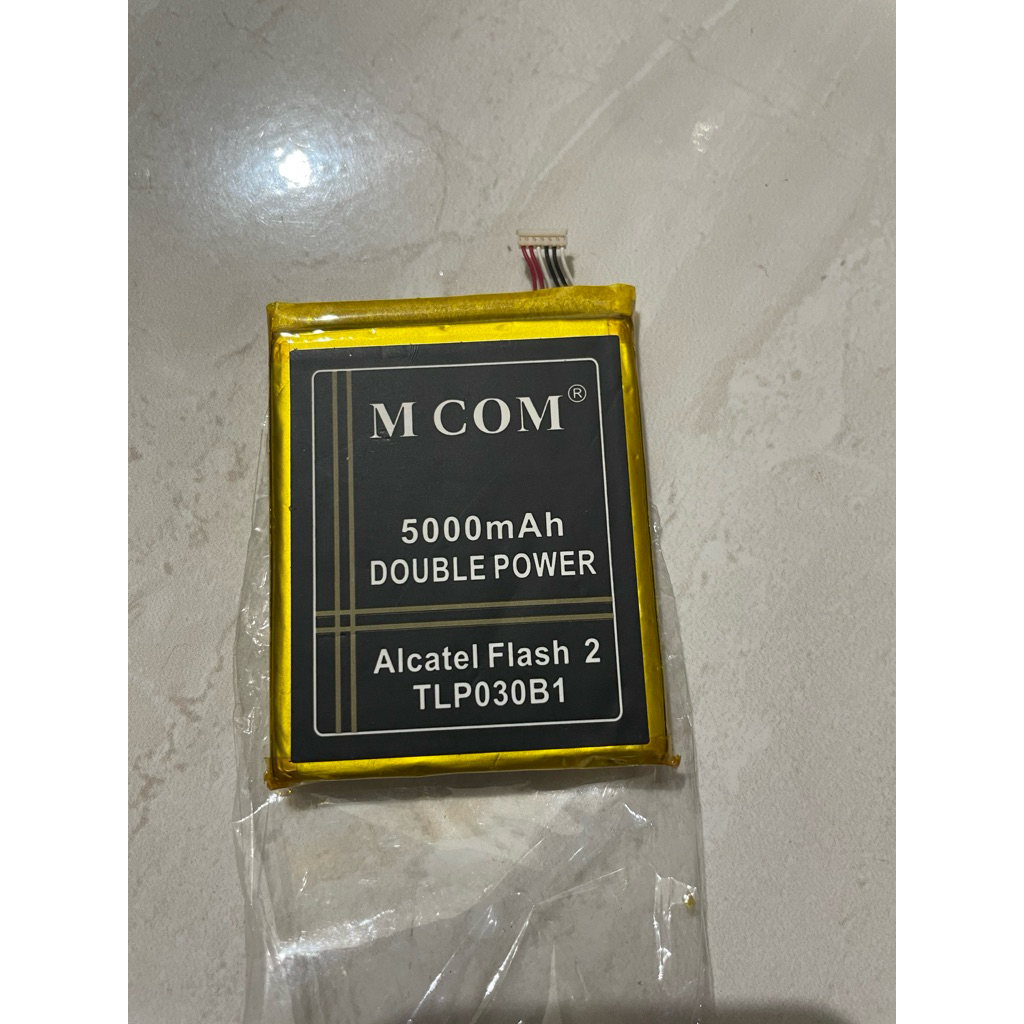 M COM®
5000mAh
DOUBLE POWER
Alcatel Flash 2
TLP030B1